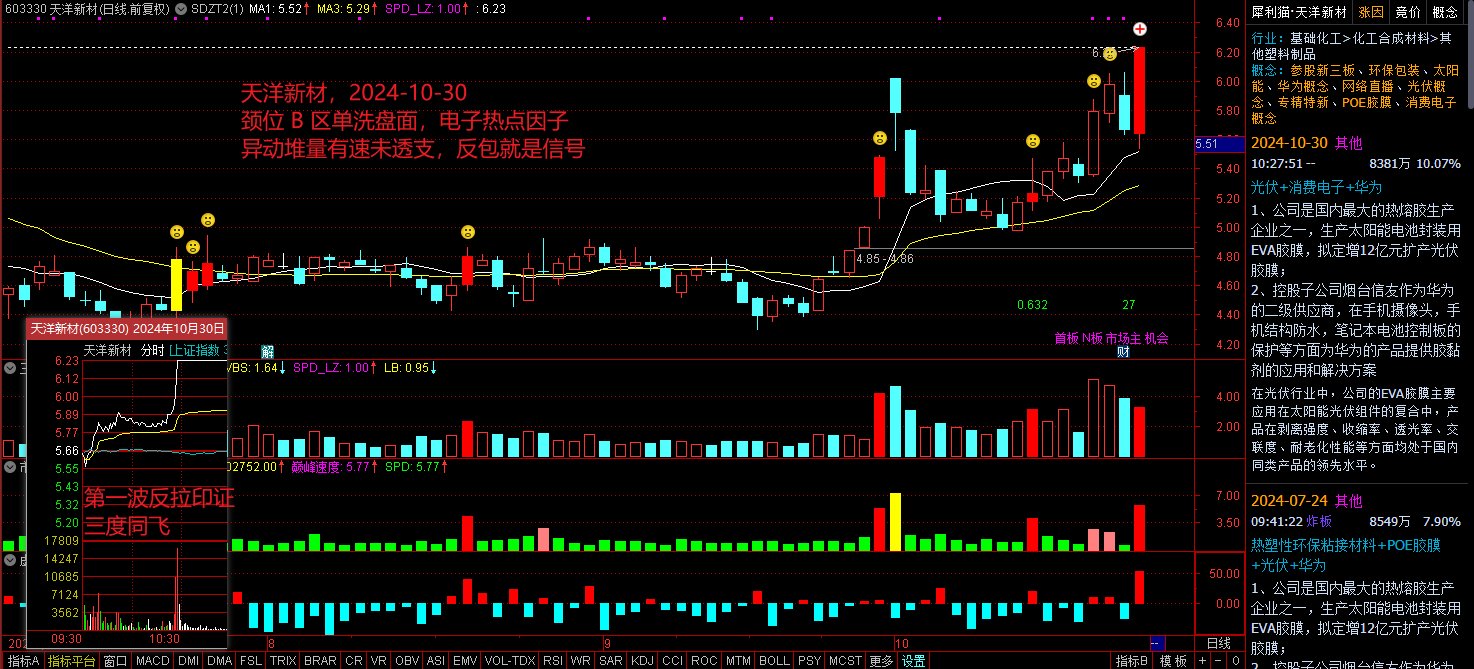 603330 天洋新材(日线.前复权) SDZT2(1) MA1: 5.52↑ MA3: 5.29↑ SPD_LZ: 1.00↑ : 6.23
天洋新材，2024-10-30
颈位 B 区单洗盘面，电子热点因子
异动堆量有速未透支，反包就是信号
4.85 - 4.86
0.632 27
首板 N板 市场主 机会
解
财
6.40
6.20
6.00
5.80
5.51
5.40
5.20
5.00
4.80
4.60
4.40
4.20
天洋新材(603330) 2024年10月30日
天洋新材 分时 [上证指数
6.23
6.12
6.00
5.89
5.77
5.66
5.55
5.43
5.32
5.20
17809
14247
10685
7124
3562
09:30 10:30
第一波反拉印证
三度同飞
VBS: 1.64↓ SPD_LZ: 1.00↑ LB: 0.95↓
4.00
2.00
02752.00↑ 巅峰速度: 5.77↑ SPD: 5.77↑
7.00
3.50
50.00
0.00
8 9 10 -- 日线
指标A 指标平台 窗口 MACD DMI DMA FSL TRIX BRAR CR VR OBV ASI EMV VOL-TDX RSI WR SAR KDJ CCI ROC MTM BOLL PSY MCST 更多 设置 指标B 模板 + − 0
犀利猫·天洋新材 涨因 竞价 概念
行业：基础化工>化工合成材料>其
他塑料制品
概念：参股新三板、环保包装、太阳
能、华为概念、网络直播、光伏概
念、专精特新、POE胶膜、消费电子
概念
2024-10-30 其他
10:27:51 -- 8381万 10.07%
光伏+消费电子+华为
1、公司是国内最大的热熔胶生产
企业之一，生产太阳能电池封装用
EVA胶膜，拟定增12亿元扩产光伏
胶膜；
2、控股子公司烟台信友作为华为
的二级供应商，在手机摄像头，手
机结构防水，笔记本电池控制板的
保护等方面为华为的产品提供胶黏
剂的应用和解决方案
在光伏行业中，公司的EVA胶膜主要
应用在太阳能光伏组件的复合中，产
品在剥离强度、收缩率、透光率、交
联度、耐老化性能等方面均处于国内
同类产品的领先水平。
2024-07-24 其他
09:41:22 炸板 8549万 7.90%
热塑性环保粘接材料+POE胶膜
+光伏+华为
1、公司是国内最大的热熔胶生产
企业之一，生产太阳能电池封装用
EVA胶膜，拟定增12亿元扩产光伏
胶膜；